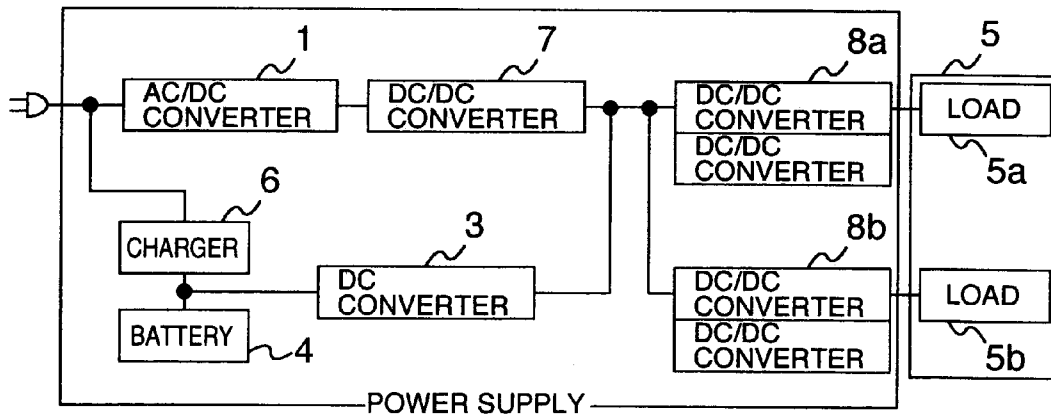 1
7
8a
5
AC/DC
CONVERTER
DC/DC
CONVERTER
DC/DC
CONVERTER
DC/DC
CONVERTER
LOAD
5a
6
CHARGER
3
DC
CONVERTER
BATTERY
4
8b
DC/DC
CONVERTER
DC/DC
CONVERTER
LOAD
5b
POWER SUPPLY